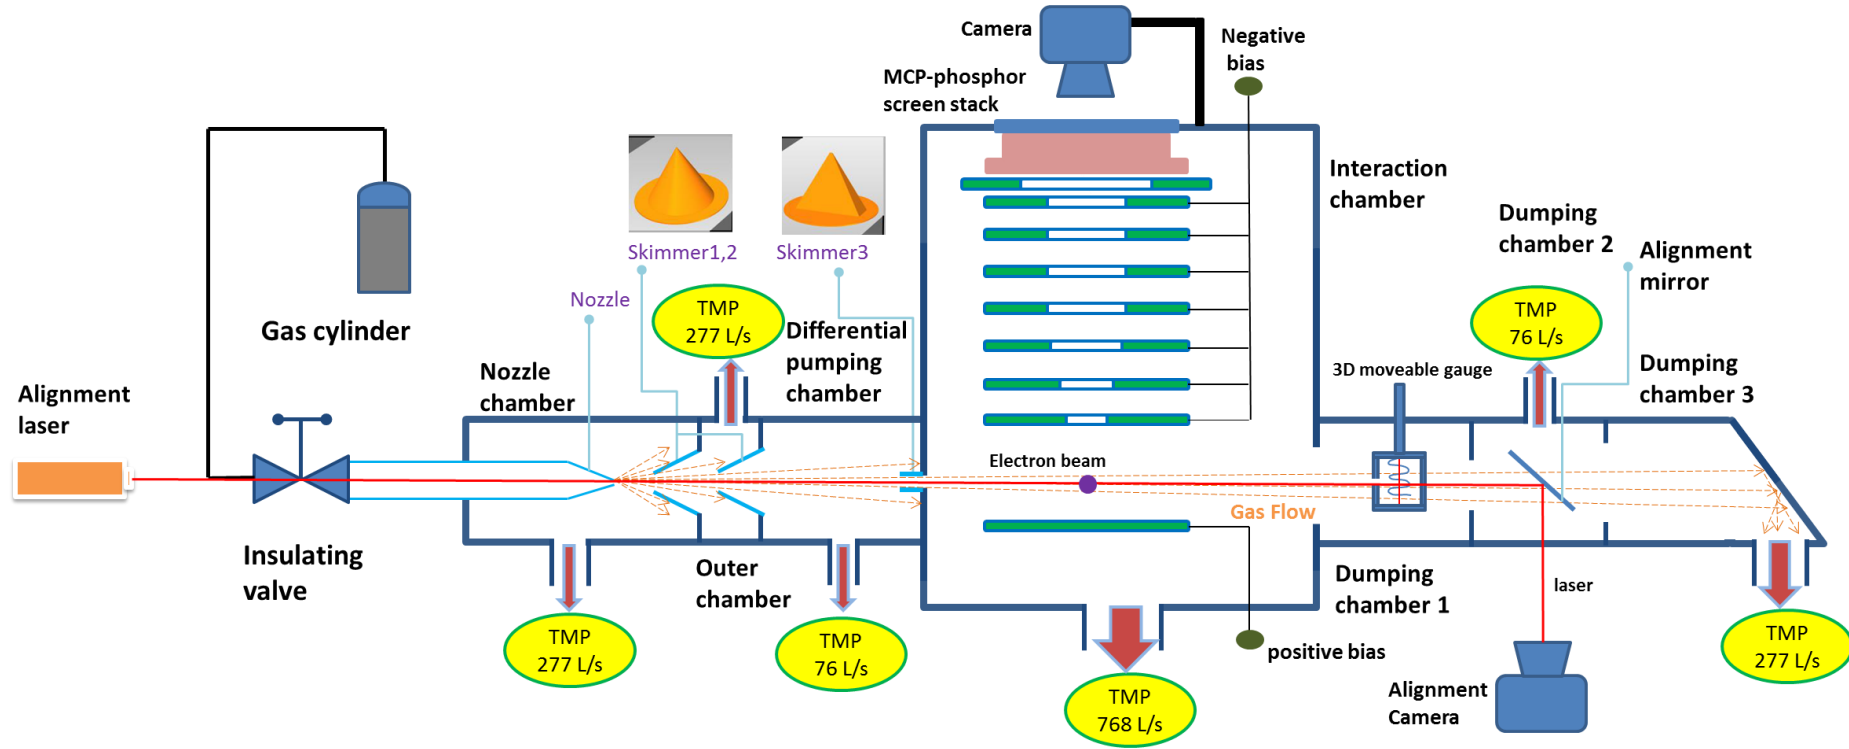 Camera
Negative
bias
MCP-phosphor
screen stack
Interaction
chamber
Skimmer1,2
Skimmer3
Nozzle
TMP
277 L/s
Differential
pumping
chamber
Gas cylinder
Nozzle
chamber
Alignment
laser
Dumping
chamber 2
Alignment
mirror
TMP
76 L/s
3D moveable gauge
Dumping
chamber 3
Electron beam
Gas Flow
Insulating
valve
Outer
chamber
Dumping
chamber 1
laser
TMP
277 L/s
TMP
76 L/s
TMP
768 L/s
positive bias
TMP
277 L/s
Alignment
Camera